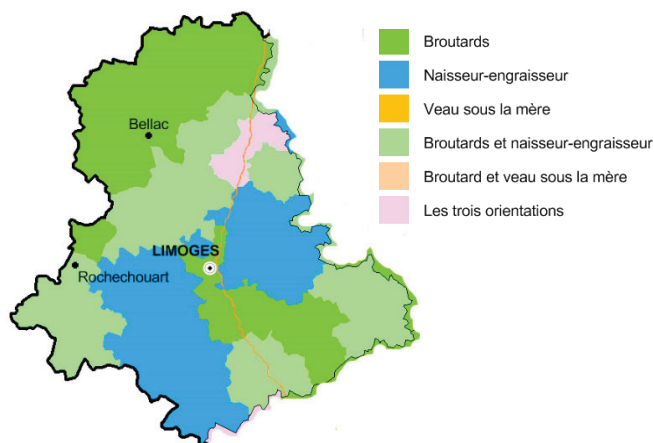 Broutards
Naisseur-engraisseur
Bellac
Veau sous la mère
Broutards et naisseur-engraisseur
Broutard et veau sous la mère
Les trois orientations
LIMOGES
Rochechouart